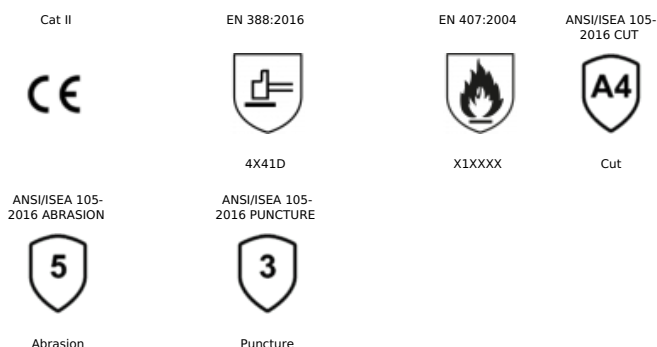 Cat II
EN 388:2016
EN 407:2004
ANSI/ISEA 105-
2016 CUT
CE
A4
4X41D
X1XXXX
Cut
ANSI/ISEA 105-
2016 ABRASION
ANSI/ISEA 105-
2016 PUNCTURE
5
3
Abrasion
Puncture